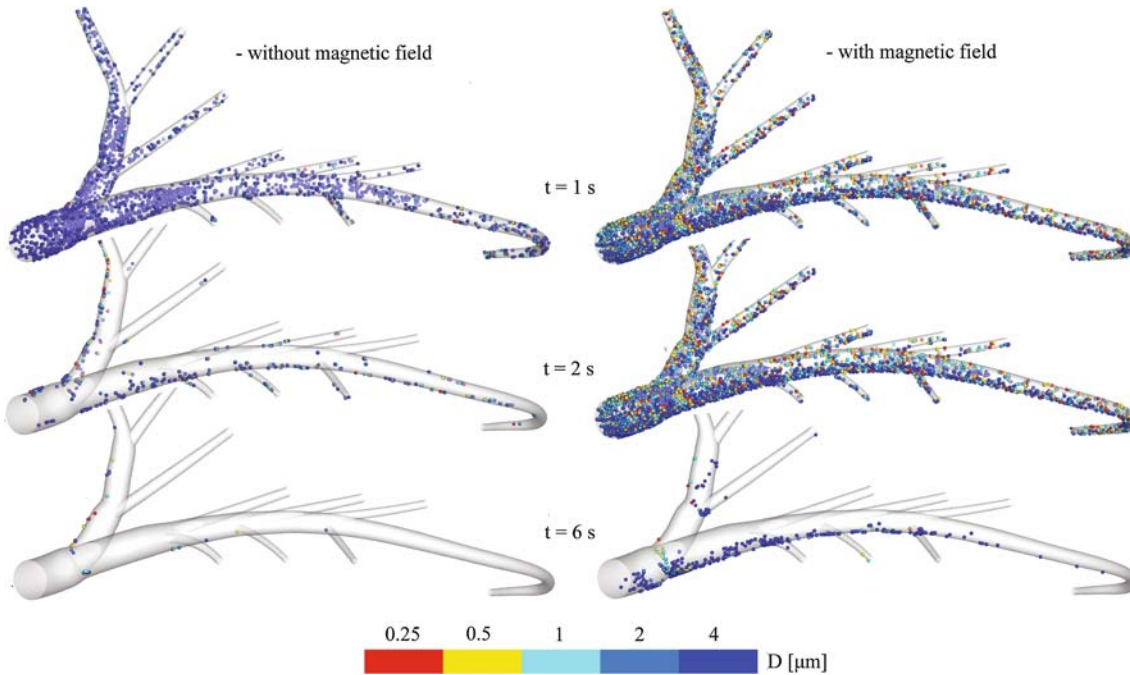 - without magnetic field
- with magnetic field
t = 1 s
t = 2 s
t = 6 s
0.25 0.5 1 2 4
D [μm]